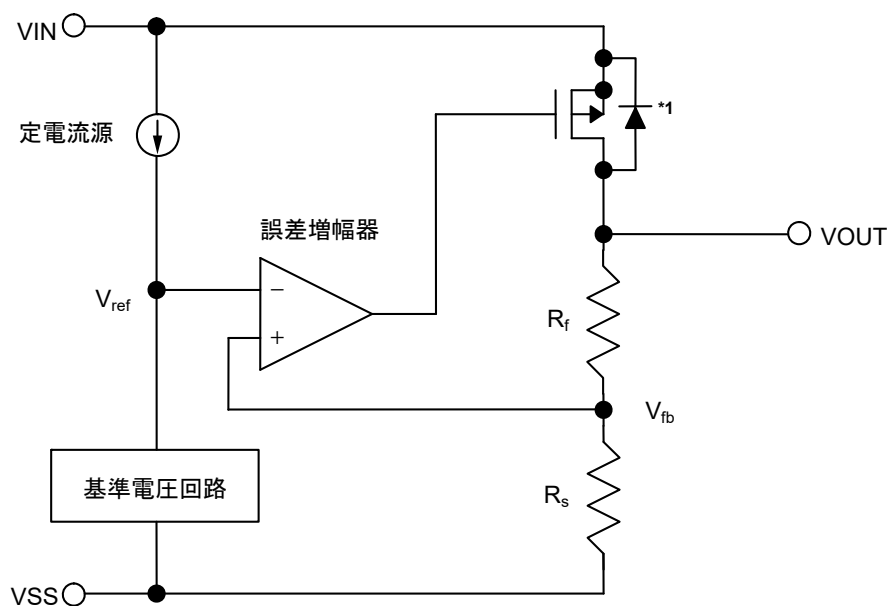 VIN
*1
定電流源
VOUT
誤差増幅器
Vref
−
+
Rf
Vfb
基準電圧回路
Rs
VSS